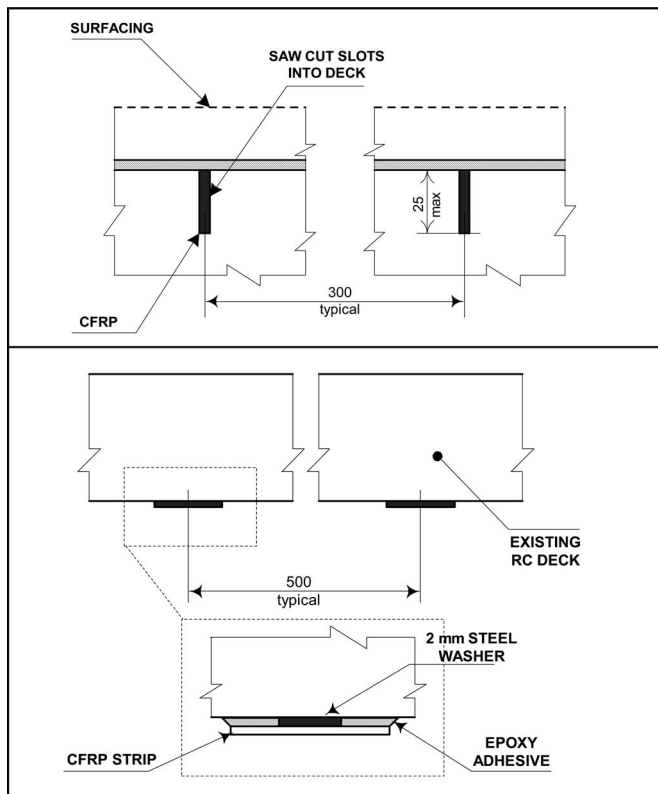 SURFACING
SAW CUT SLOTS
INTO DECK
25
max
300
typical
CFRP
500
typical
EXISTING
RC DECK
2 mm STEEL
WASHER
CFRP STRIP
EPOXY
ADHESIVE